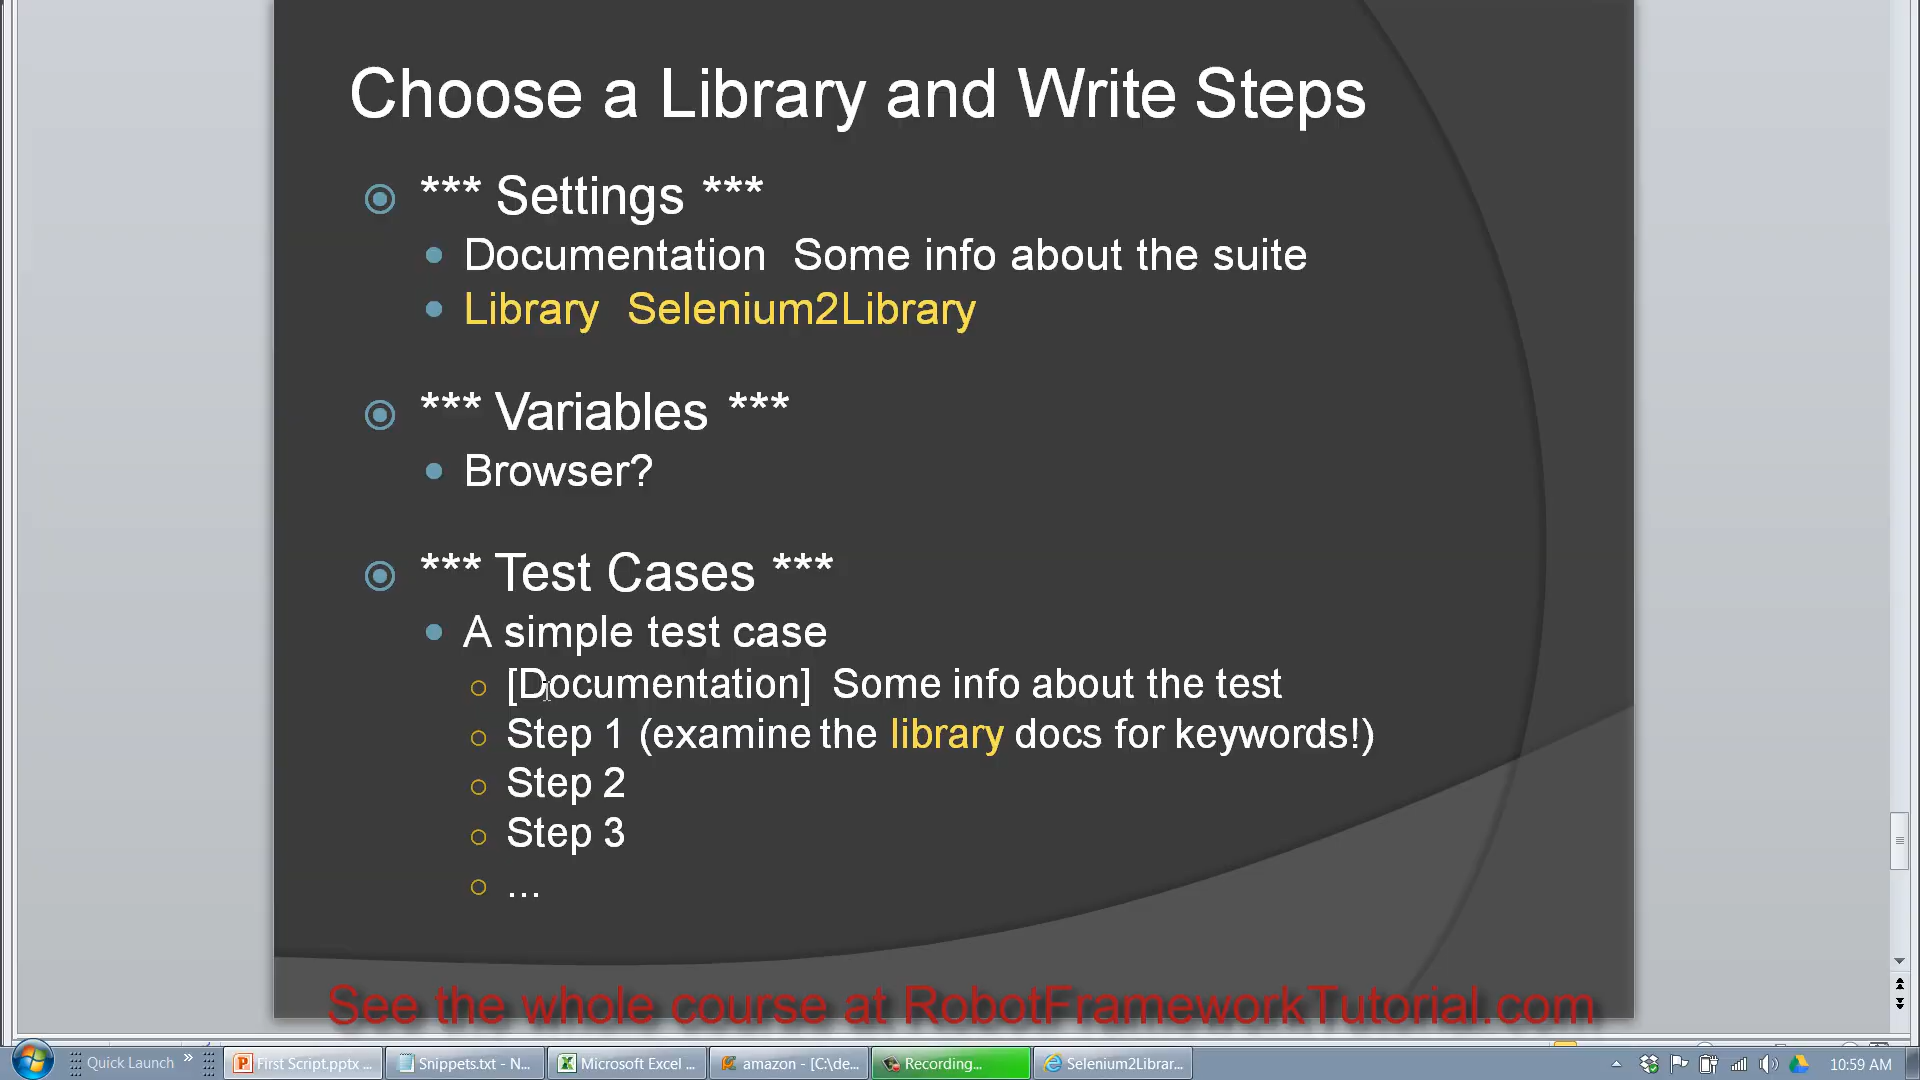 Choose a Library and Write Steps
*** Settings ***
Documentation  Some info about the suite
Library  Selenium2Library
*** Variables ***
Browser?
*** Test Cases ***
A simple test case
[Documentation]  Some info about the test
Step 1 (examine the library docs for keywords!)
Step 2
Step 3
...
See the whole course at RobotFrameworkTutorial.com
Quick Launch » First Script.pptx ... Snippets.txt - N... Microsoft Excel ... amazon - [C:\de... Recording... Selenium2Librar... 10:59 AM